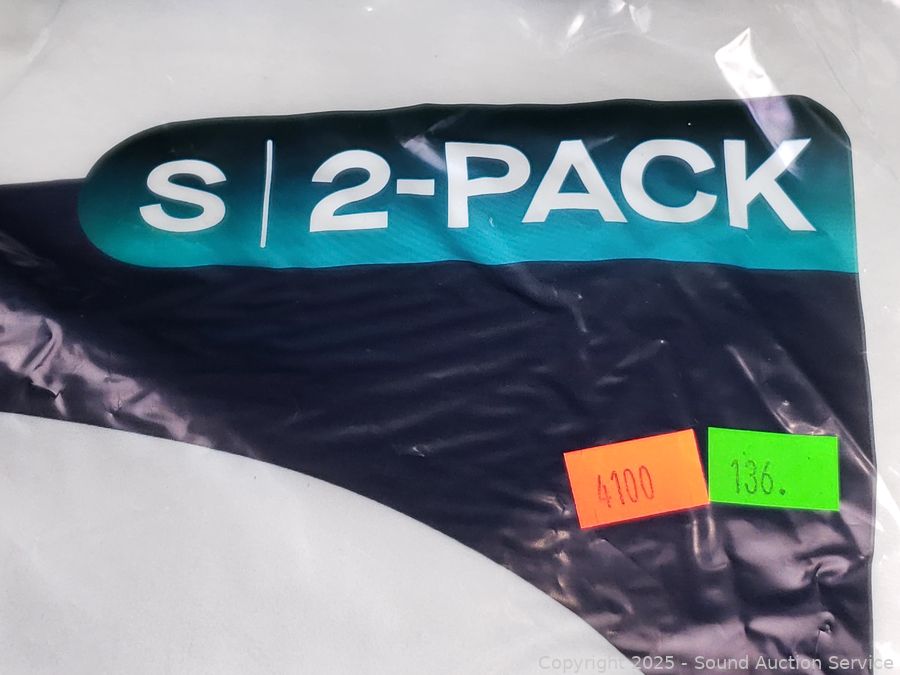 S | 2-PACK
4100
136.
Copyright 2025 - Sound Auction Service